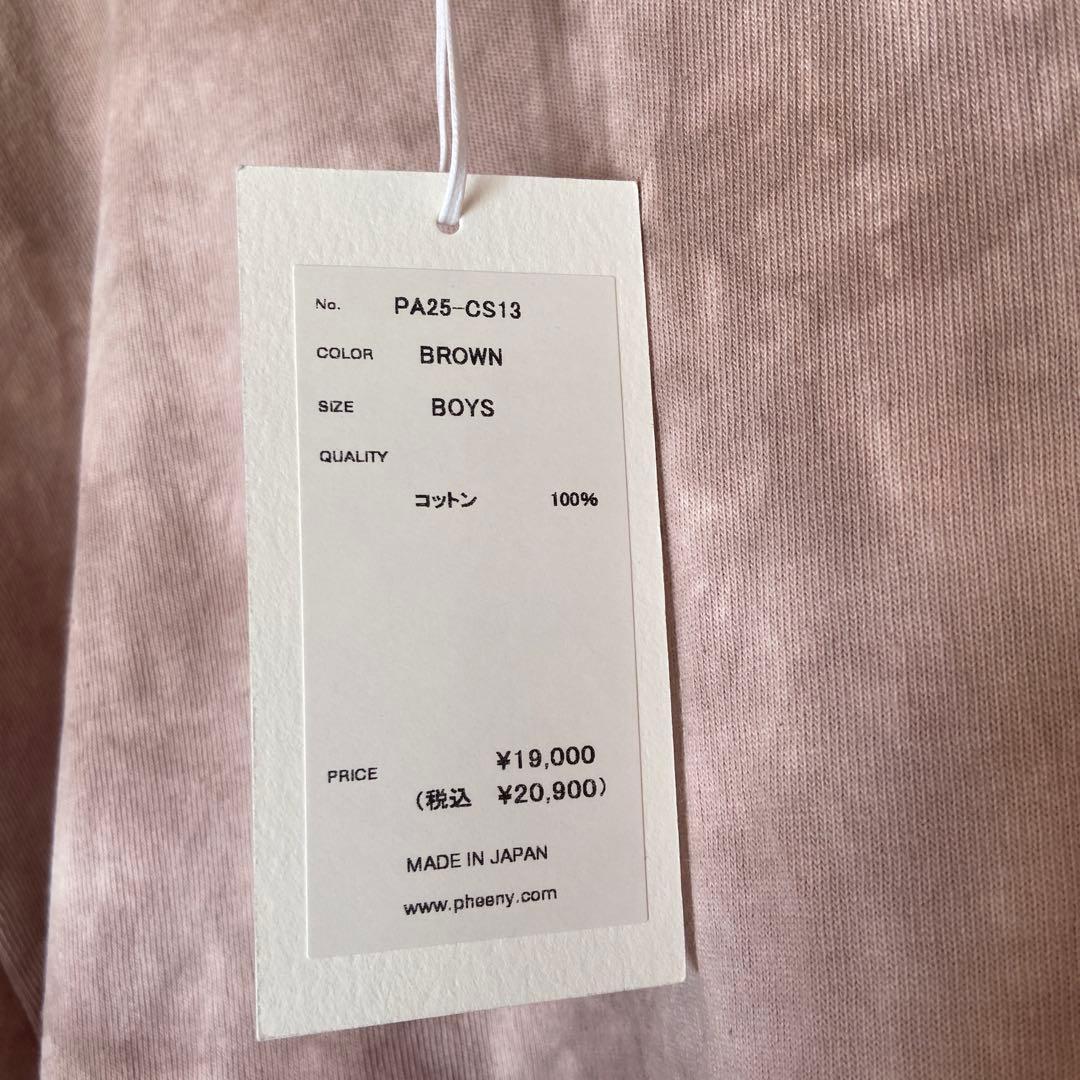 No. PA25-CS13
COLOR BROWN
SIZE BOYS
QUALITY
コットン 100%
PRICE ¥19,000
(税込 ¥20,900)
MADE IN JAPAN
www.pheeny.com